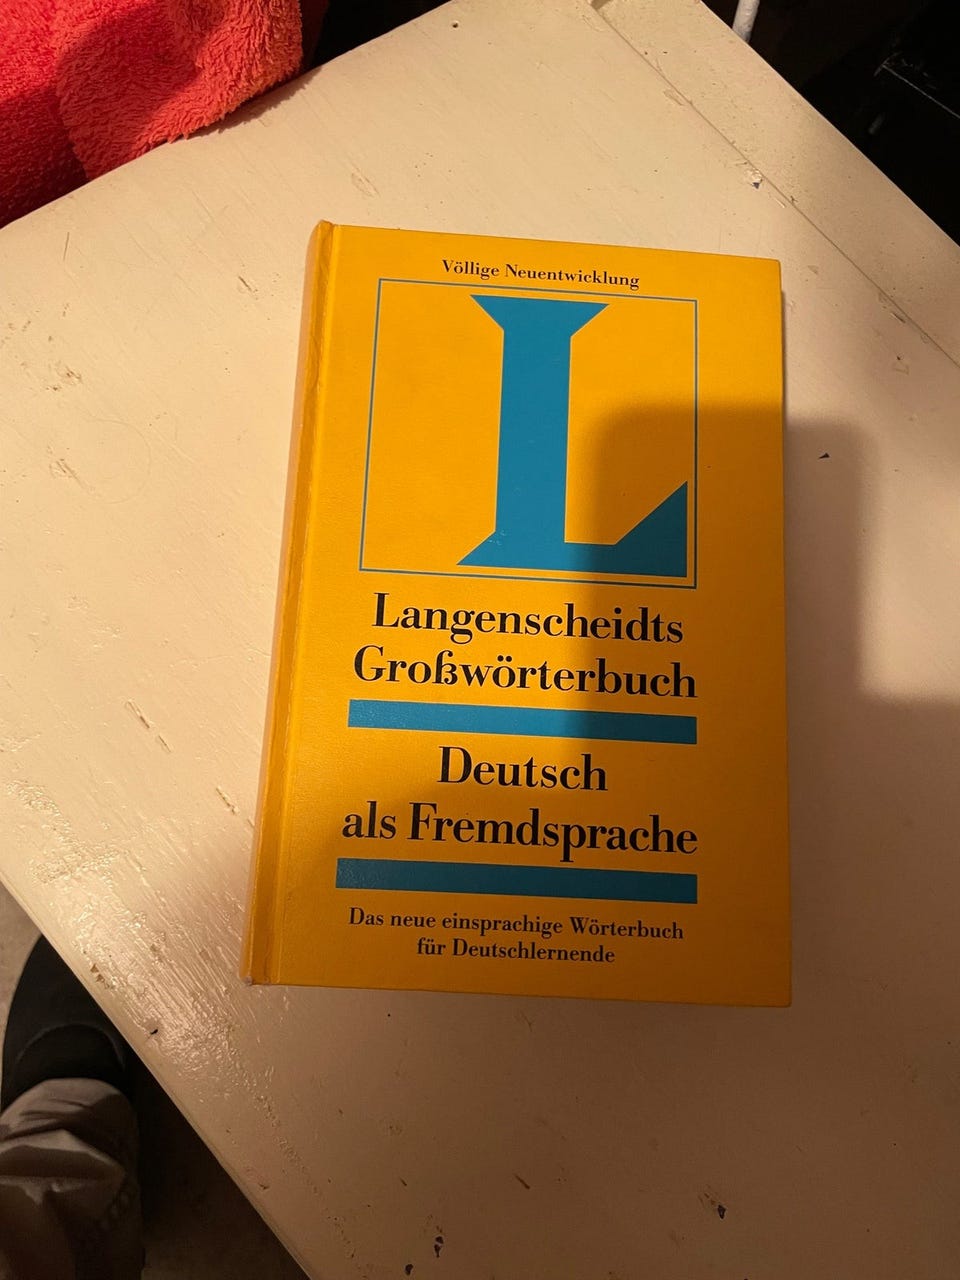 Völlige Neuentwicklung
L
Langenscheidts
Großwörterbuch
Deutsch
als Fremdsprache
Das neue einsprachige Wörterbuch
für Deutschlernende